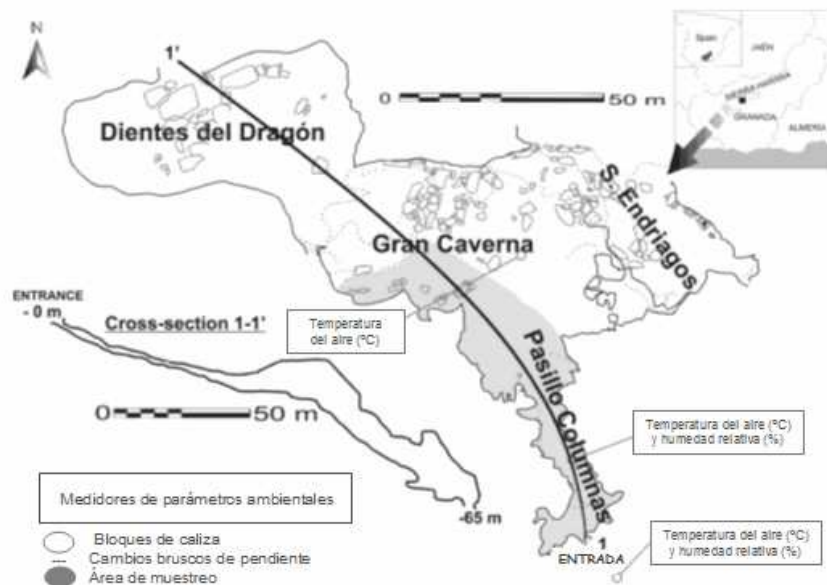 N
1'
0 50 m
Spain
JAÉN
GRANADA
ALMERIA
Dientes del Dragón
Gran Caverna
S. Endriagos
ENTRANCE
- 0 m
Cross-section 1-1'
Temperatura
del aire (ºC)
Pasillo Columnas
0 50 m
Temperatura del aire (ºC)
y humedad relativa (%)
-65 m
Medidores de parámetros ambientales
1
ENTRADA
Temperatura del aire (ºC)
y humedad relativa (%)
Bloques de caliza
Cambios bruscos de pendiente
Área de muestreo